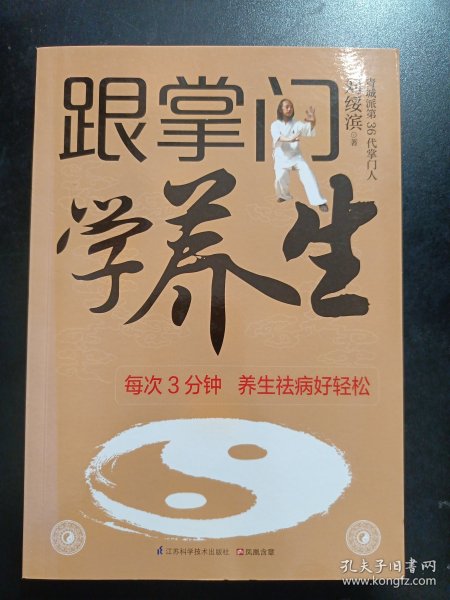 跟掌门
学养生
青城派第36代掌门人
刘绥滨 ◎著
每次3分钟 养生祛病好轻松
江苏科学技术出版社 凤凰含章
孔夫子旧书网
www.kongfz.com